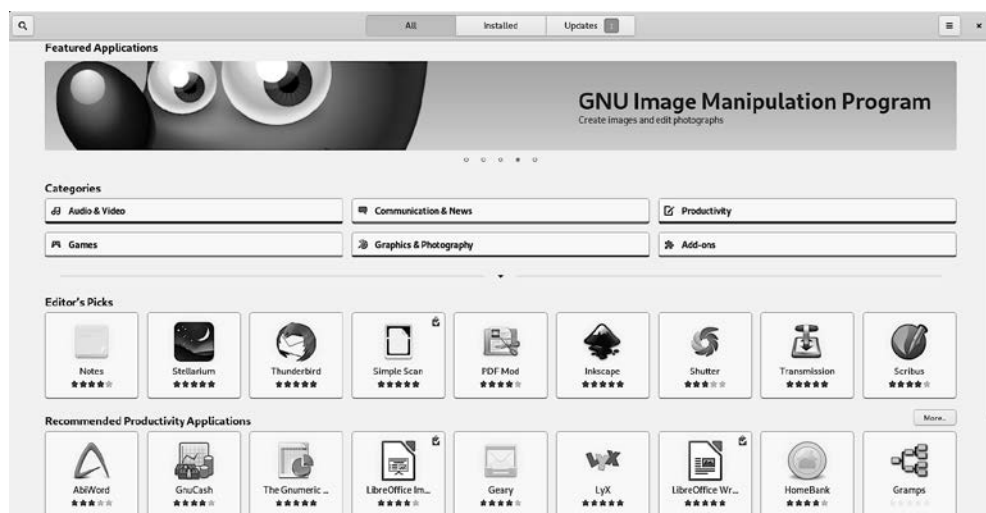 All Installed Updates
Featured Applications
GNU Image Manipulation Program
Create images and edit photographs
Categories
Audio & Video Communication & News Productivity
Games Graphics & Photography Add-ons
Editor's Picks
Notes Stellarium Thunderbird Simple Scan PDF Mod Inkscape Shutter Transmission Scribus
Recommended Productivity Applications More...
AbiWord GnuCash The Gnumeric ... LibreOffice Im... Geary LyX LibreOffice Wr... HomeBank Gramps